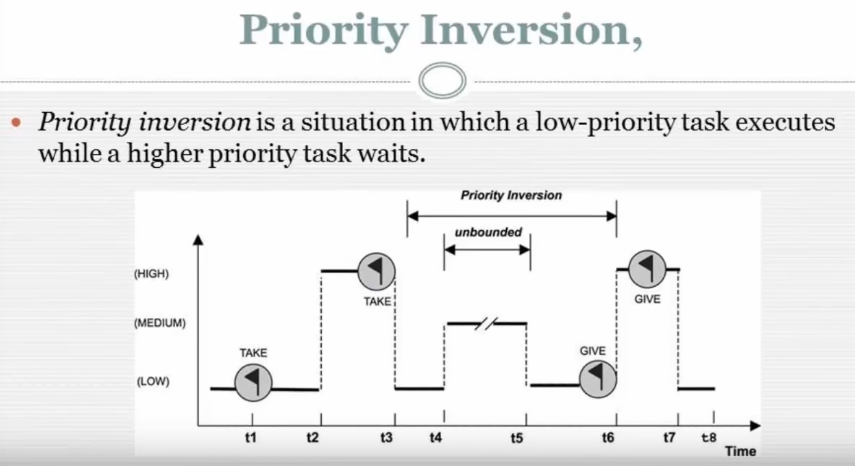 Priority Inversion,
• Priority inversion is a situation in which a low-priority task executes
while a higher priority task waits.
Priority Inversion
unbounded
(HIGH)
TAKE
GIVE
(MEDIUM)
TAKE
GIVE
(LOW)
t1 t2 t3 t4 t5 t6 t7 t8
Time